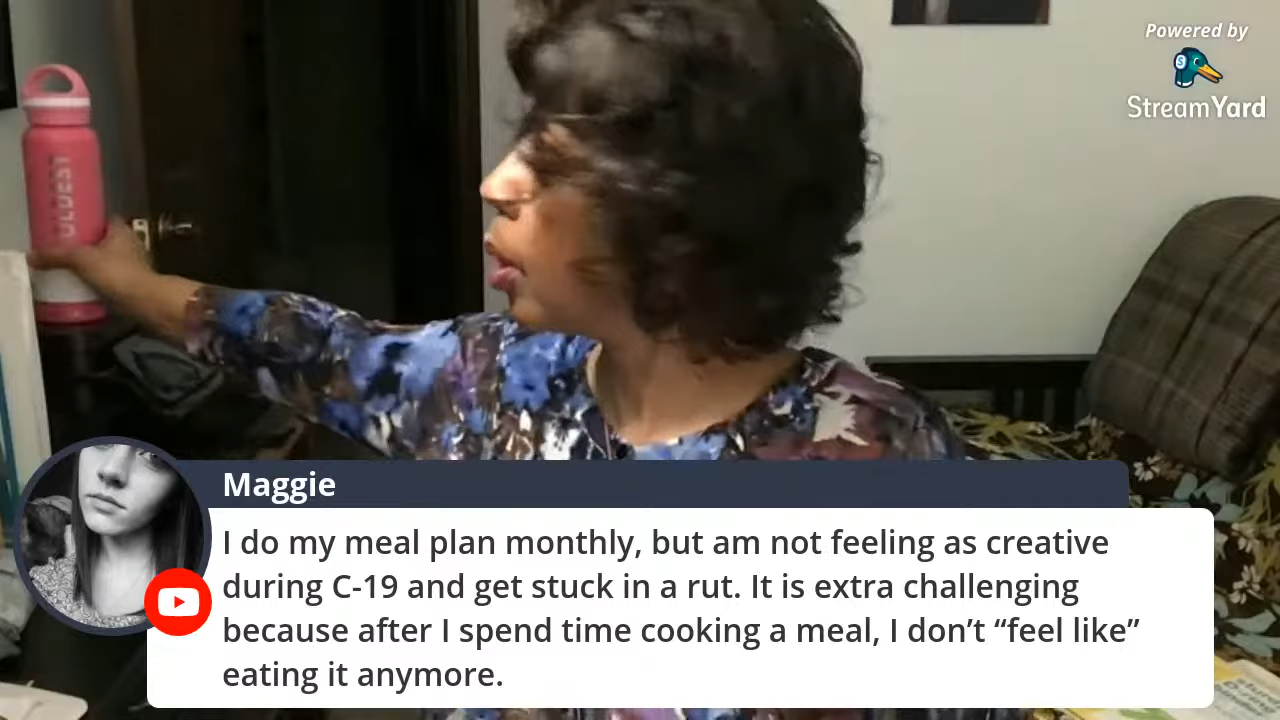 Powered by
StreamYard
OLDEST
Maggie
I do my meal plan monthly, but am not feeling as creative
during C-19 and get stuck in a rut. It is extra challenging
because after I spend time cooking a meal, I don’t “feel like”
eating it anymore.